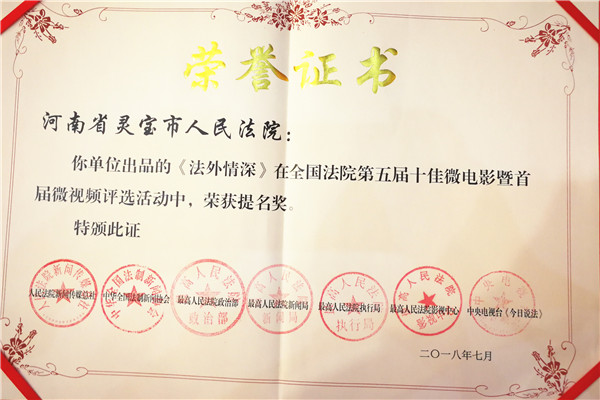 荣誉证书
河南省灵宝市人民法院：
你单位出品的《法外情深》在全国法院第五届十佳微电影暨首
届微视频评选活动中，荣获提名奖。
特颁此证
人民法院新闻传媒总社 中华全国法制新闻协会 最高人民法院政治部 最高人民法院新闻局 最高人民法院执行局 最高人民法院影视中心 中央电视台《今日说法》
二〇一八年七月